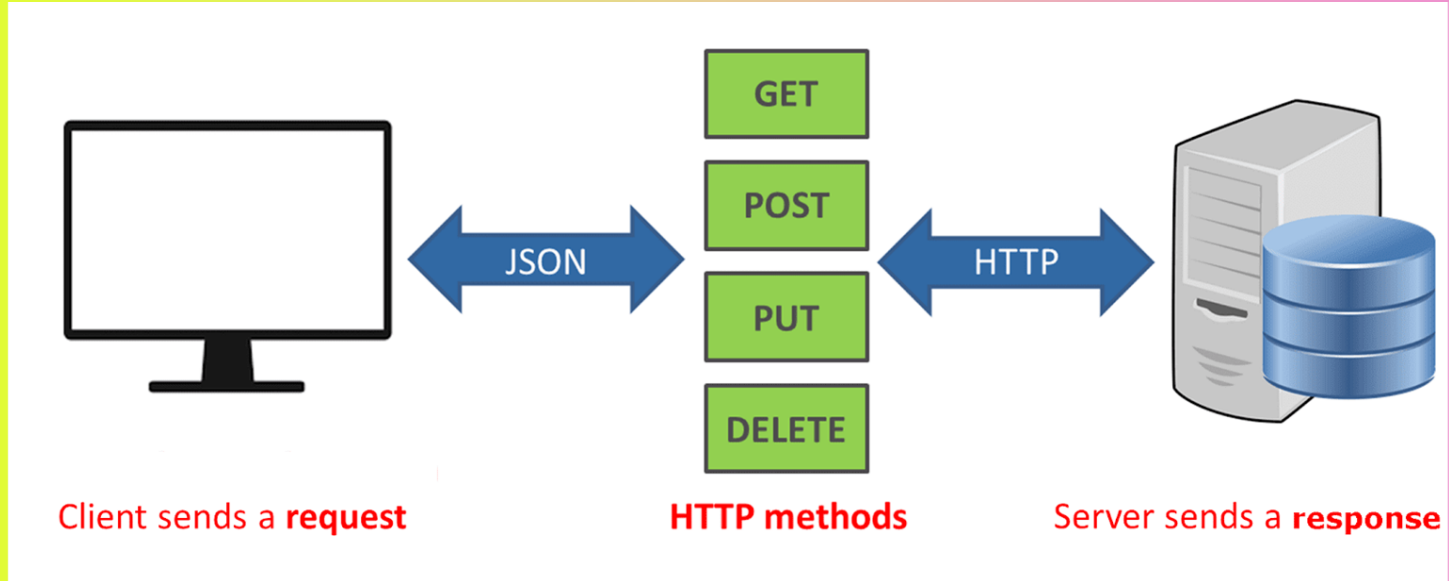 GET
POST
JSON
HTTP
PUT
DELETE
Client sends a request
HTTP methods
Server sends a response